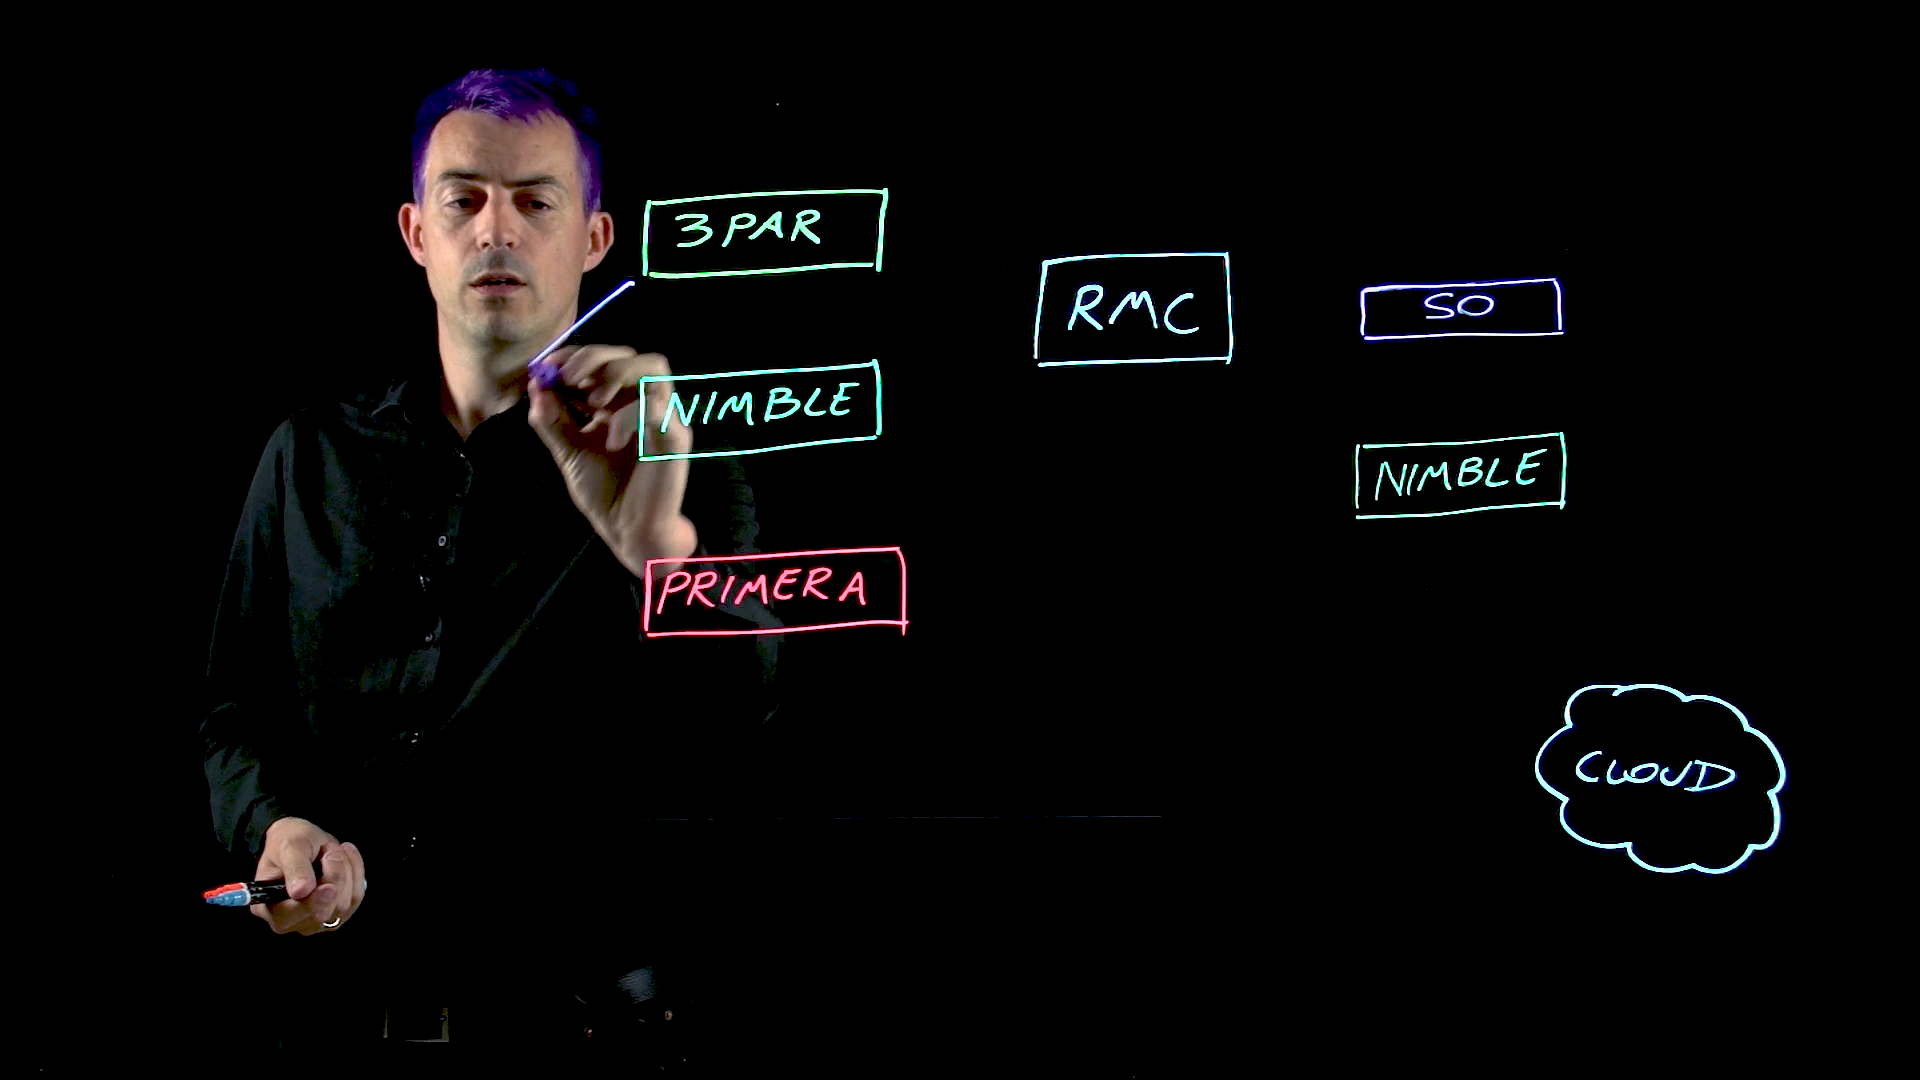 3PAR
RMC
SO
NIMBLE
NIMBLE
PRIMERA
CLOUD